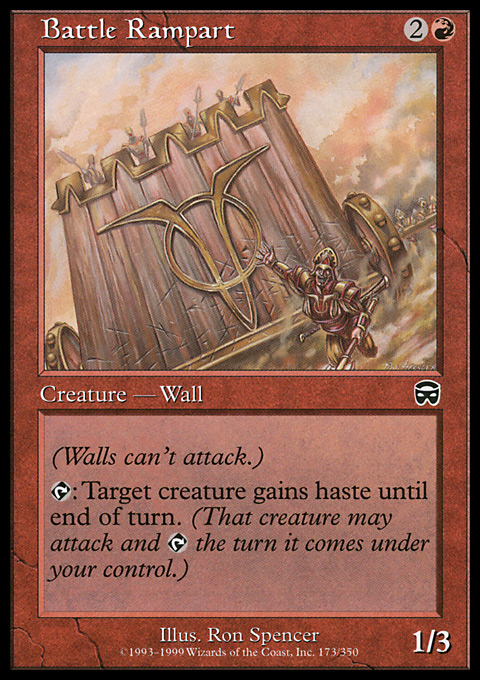 Battle Rampart 2
Creature — Wall
(Walls can't attack.)
: Target creature gains haste until
end of turn. (That creature may
attack and the turn it comes under
your control.)
Illus. Ron Spencer
©1993–1999 Wizards of the Coast, Inc. 173/350
1/3